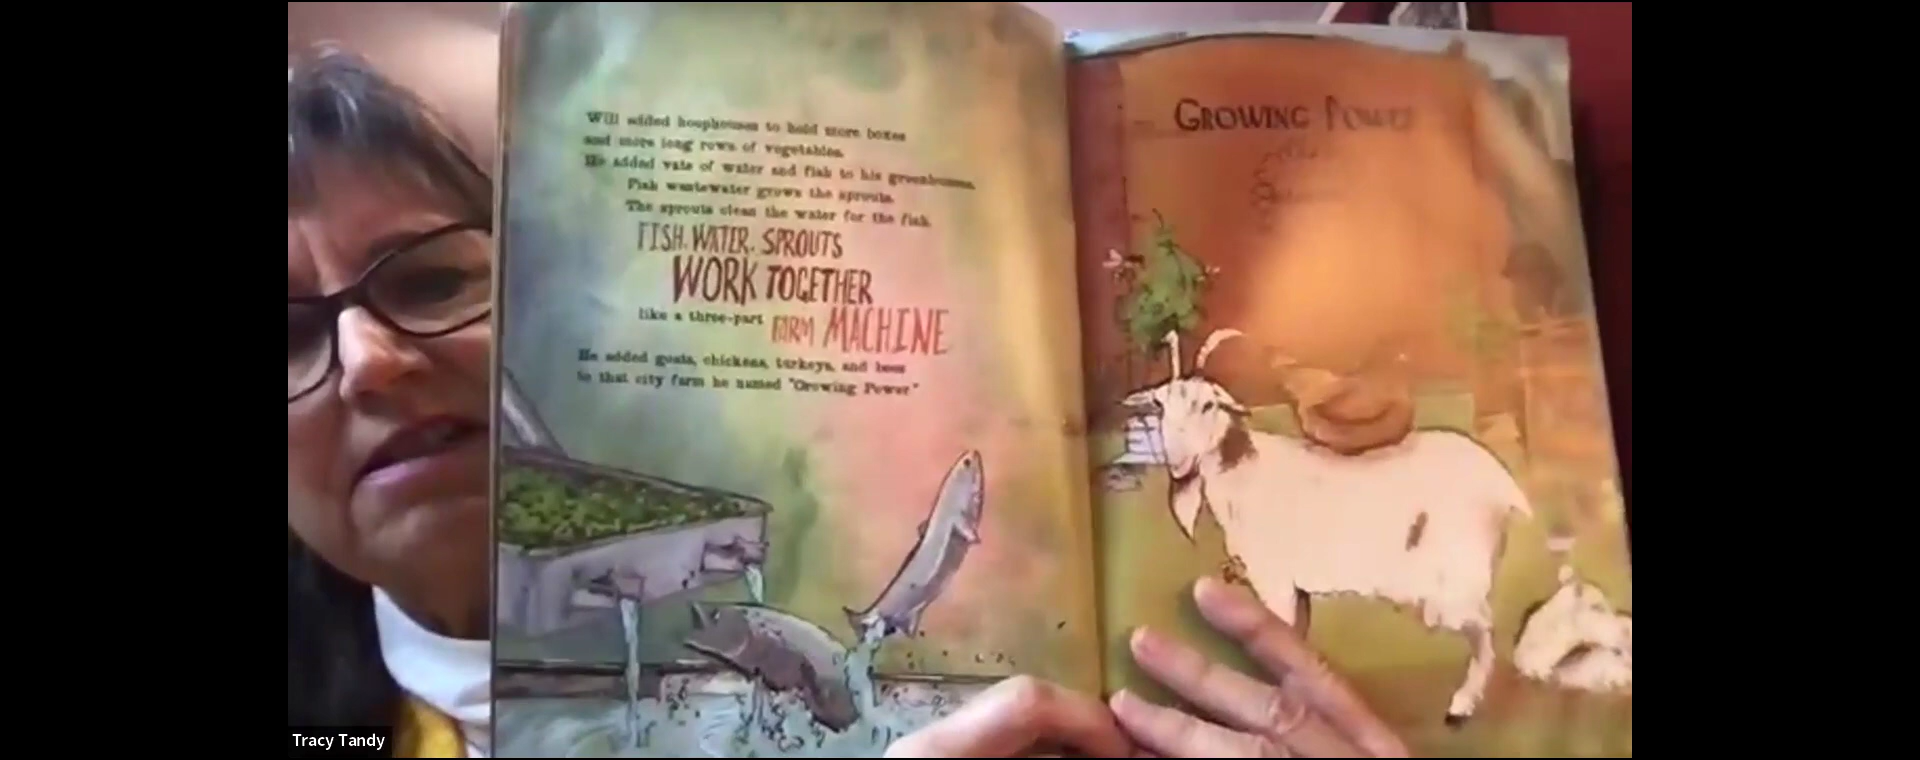 Will added hoophouses to hold more boxes
and more long rows of vegetables.
He added vats of water and fish to his greenhouses.
Fish wastewater grows the sprouts.
The sprouts clean the water for the fish.
FISH, WATER, SPROUTS
WORK TOGETHER
like a three-part FARM MACHINE
He added goats, chickens, turkeys, and bees
to that city farm he named "Growing Power."
GROWING POWER
Tracy Tandy